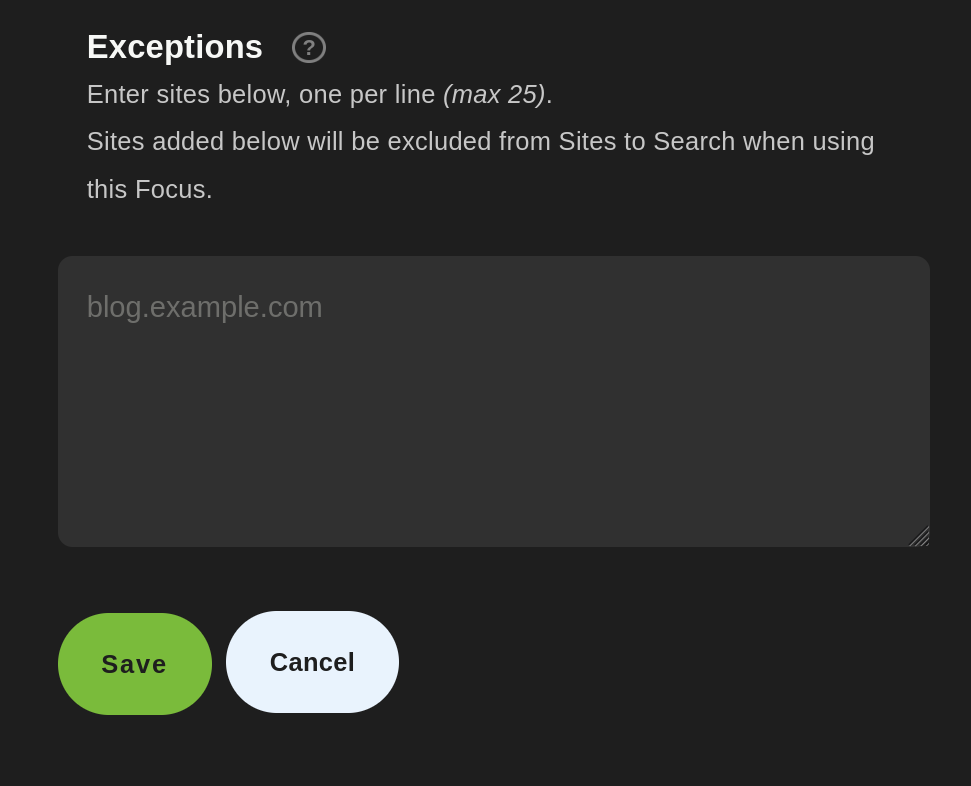 Exceptions ?
Enter sites below, one per line (max 25).
Sites added below will be excluded from Sites to Search when using
this Focus.
blog.example.com
Save Cancel